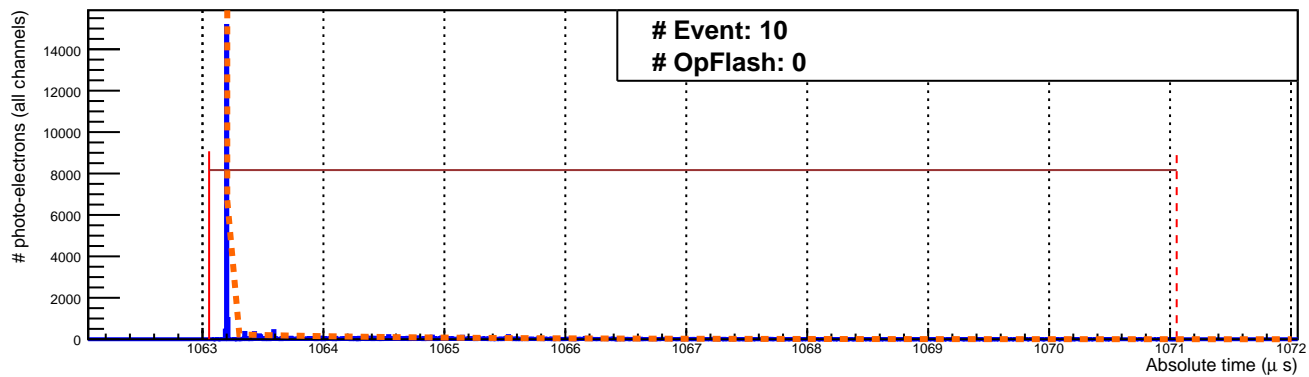 # Event: 10
# OpFlash: 0
# photo-electrons (all channels)
14000
12000
10000
8000
6000
4000
2000
0
1063 1064 1065 1066 1067 1068 1069 1070 1071 1072
Absolute time (μ s)